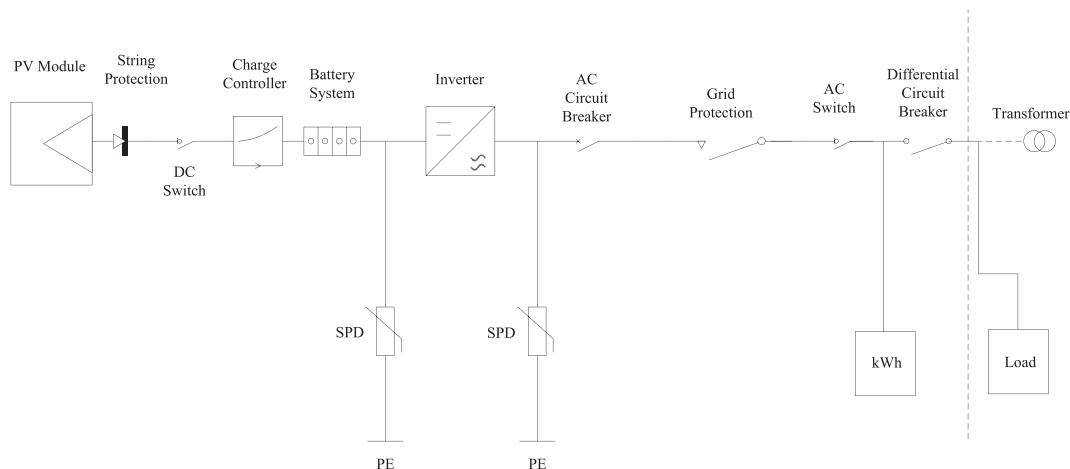 PV Module
String
Protection
DC
Switch
Charge
Controller
Battery
System
Inverter
AC
Circuit
Breaker
Grid
Protection
AC
Switch
Differential
Circuit
Breaker
Transformer
SPD
SPD
kWh
Load
PE
PE